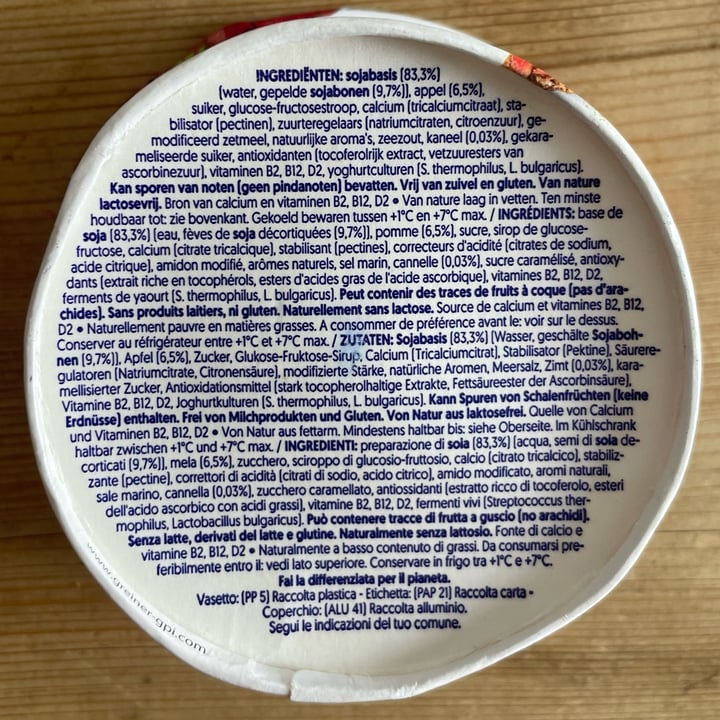 INGREDIËNTEN: sojabasis (83,3%)
(water, gepelde sojabonen (9,7%)), appel (6,5%),
suiker, glucose-fructosestroop, calcium (tricalciumcitraat), sta-
bilisator (pectinen), zuurteregelaars (natriumcitraten, citroenzuur), ge-
modificeerd zetmeel, natuurlijke aroma's, zeezout, kaneel (0,03%), gekara-
meliseerde suiker, antioxidanten (tocoferolrijk extract, vetzuuresters van
ascorbinezuur), vitaminen B2, B12, D2, yoghurtculturen (S. thermophilus, L. bulgaricus).
Kan sporen van noten (geen pindanoten) bevatten. Vrij van zuivel en gluten. Van nature
lactosevrij. Bron van calcium en vitaminen B2, B12, D2 • Van nature laag in vetten. Ten minste
houdbaar tot: zie bovenkant. Gekoeld bewaren tussen +1°C en +7°C max. / INGRÉDIENTS: base de
soja (83,3%) (eau, fèves de soja décortiquées (9,7%)), pomme (6,5%), sucre, sirop de glucose-
fructose, calcium (citrate tricalcique), stabilisant (pectines), correcteurs d'acidité (citrates de sodium,
acide citrique), amidon modifié, arômes naturels, sel marin, cannelle (0,03%), sucre caramélisé, antioxy-
dants (extrait riche en tocophérols, esters d'acides gras de l'acide ascorbique), vitamines B2, B12, D2,
ferments de yaourt (S. thermophilus, L. bulgaricus). Peut contenir des traces de fruits à coque (pas d'ara-
chides). Sans produits laitiers, ni gluten. Naturellement sans lactose. Source de calcium et vitamines B2, B12,
D2 • Naturellement pauvre en matières grasses. A consommer de préférence avant le: voir sur le dessus.
Conserver au réfrigérateur entre +1°C et +7°C max. / ZUTATEN: Sojabasis (83,3%) (Wasser, geschälte Sojaboh-
nen (9,7%)), Apfel (6,5%), Zucker, Glukose-Fruktose-Sirup, Calcium (Tricalciumcitrat), Stabilisator (Pektine), Säurere-
gulatoren (Natriumcitrate, Citronensäure), modifizierte Stärke, natürliche Aromen, Meersalz, Zimt (0,03%), kara-
mellisierter Zucker, Antioxidationsmittel (stark tocopherolhaltige Extrakte, Fettsäureester der Ascorbinsäure),
Vitamine B2, B12, D2, Joghurtkulturen (S. thermophilus, L. bulgaricus). Kann Spuren von Schalenfrüchten (keine
Erdnüsse) enthalten. Frei von Milchprodukten und Gluten. Von Natur aus laktosefrei. Quelle von Calcium
und Vitaminen B2, B12, D2 • Von Natur aus fettarm. Mindestens haltbar bis: siehe Oberseite. Im Kühlschrank
haltbar zwischen +1°C und +7°C max. / INGREDIENTI: preparazione di soia (83,3%) (acqua, semi di soia de-
corticati (9,7%)), mela (6,5%), zucchero, sciroppo di glucosio-fruttosio, calcio (citrato tricalcico), stabiliz-
zante (pectine), correttori di acidità (citrati di sodio, acido citrico), amido modificato, aromi naturali,
sale marino, cannella (0,03%), zucchero caramellato, antiossidanti (estratto ricco di tocoferolo, esteri
dell'acido ascorbico con acidi grassi), vitamine B2, B12, D2, fermenti vivi (Streptococcus ther-
mophilus, Lactobacillus bulgaricus). Può contenere tracce di frutta a guscio (no arachidi).
Senza latte, derivati del latte e glutine. Naturalmente senza lattosio. Fonte di calcio e
vitamine B2, B12, D2 • Naturalmente a basso contenuto di grassi. Da consumarsi pre-
feribilmente entro il: vedi lato superiore. Conservare in frigo tra +1°C e +7°C.
Fai la differenziata per il pianeta.
Vasetto: (PP 5) Raccolta plastica - Etichetta: (PAP 21) Raccolta carta •
Coperchio: (ALU 41) Raccolta alluminio.
Segui le indicazioni del tuo comune.
www.greiner-gpi.com